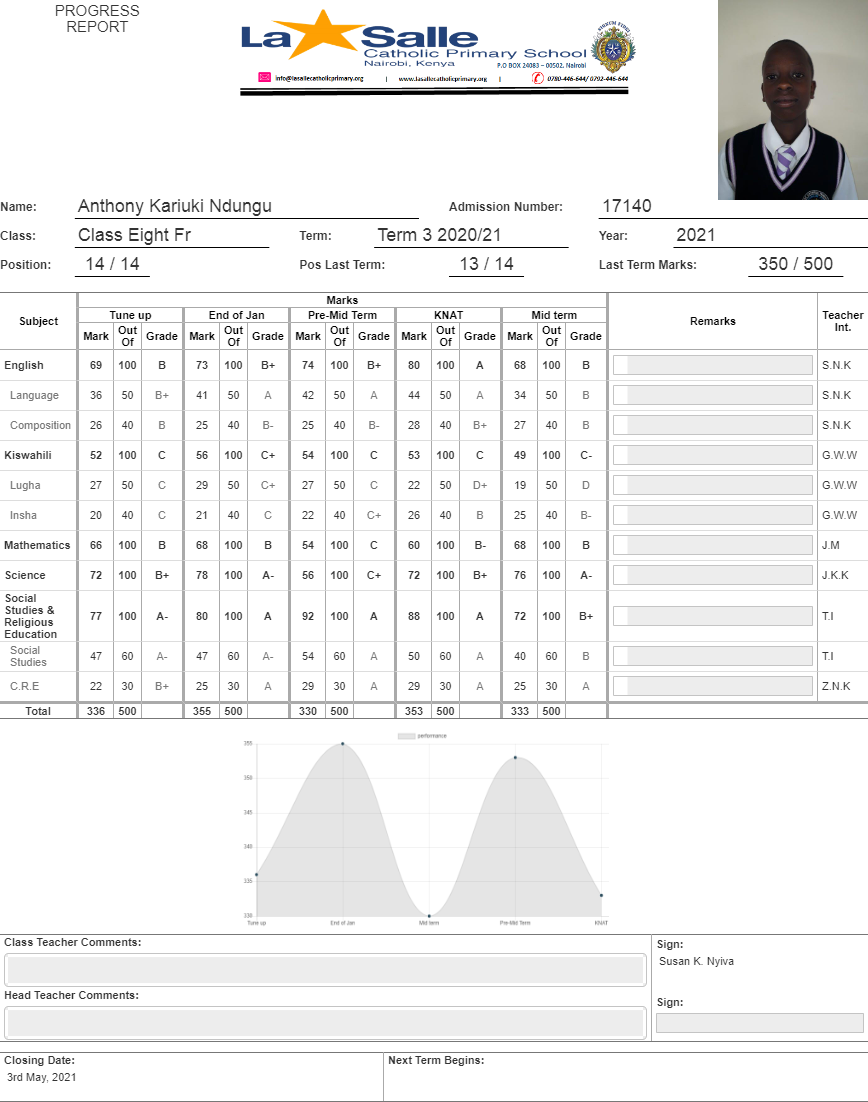 PROGRESS
REPORT
La Salle
Catholic Primary School
Nairobi, Kenya
P.O BOX 24083 – 00502, Nairobi
info@lasallecatholicprimary.org | www.lasallecatholicprimary.org | 0780-446-644/ 0792-446-644
Name: Anthony Kariuki Ndungu Admission Number: 17140
Class: Class Eight Fr Term: Term 3 2020/21 Year: 2021
Position: 14 / 14 Pos Last Term: 13 / 14 Last Term Marks: 350 / 500
Subject Marks Remarks Teacher Int.
Tune up End of Jan Pre-Mid Term KNAT Mid term
Mark Out Of Grade Mark Out Of Grade Mark Out Of Grade Mark Out Of Grade Mark Out Of Grade
English 69 100 B 73 100 B+ 74 100 B+ 80 100 A 68 100 B S.N.K
Language 36 50 B+ 41 50 A 42 50 A 44 50 A 34 50 B S.N.K
Composition 26 40 B 25 40 B- 25 40 B- 28 40 B+ 27 40 B S.N.K
Kiswahili 52 100 C 56 100 C+ 54 100 C 53 100 C 49 100 C- G.W.W
Lugha 27 50 C 29 50 C+ 27 50 C 22 50 D+ 19 50 D G.W.W
Insha 20 40 C 21 40 C 22 40 C+ 26 40 B 25 40 B- G.W.W
Mathematics 66 100 B 68 100 B 54 100 C 60 100 B- 68 100 B J.M
Science 72 100 B+ 78 100 A- 56 100 C+ 72 100 B+ 76 100 A- J.K.K
Social Studies & Religious Education 77 100 A- 80 100 A 92 100 A 88 100 A 72 100 B+ T.I
Social Studies 47 60 A- 47 60 A- 54 60 A 50 60 A 40 60 B T.I
C.R.E 22 30 B+ 25 30 A 29 30 A 29 30 A 25 30 A Z.N.K
Total 336 500 355 500 330 500 353 500 333 500
performance
355
350
345
340
335
330
Tune up End of Jan Mid term Pre-Mid Term KNAT
Class Teacher Comments: Sign:
Susan K. Nyiva
Head Teacher Comments: Sign:
Closing Date: Next Term Begins:
3rd May, 2021